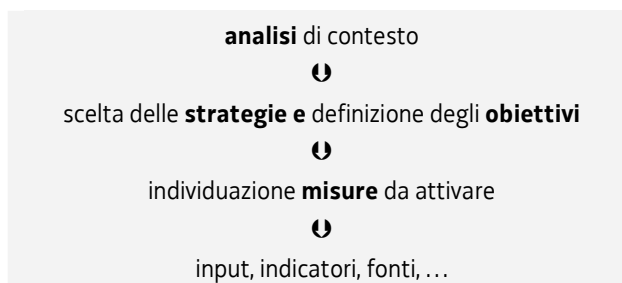 analisi di contesto
scelta delle strategie e definizione degli obiettivi
individuazione misure da attivare
input, indicatori, fonti, …